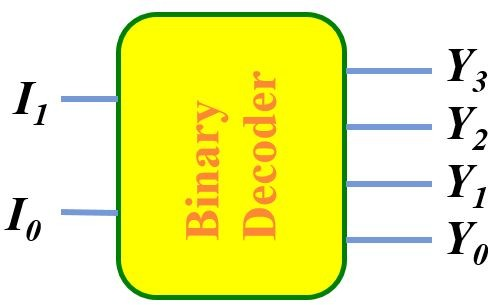 I1
I0
Binary
Decoder
Y3
Y2
Y1
Y0